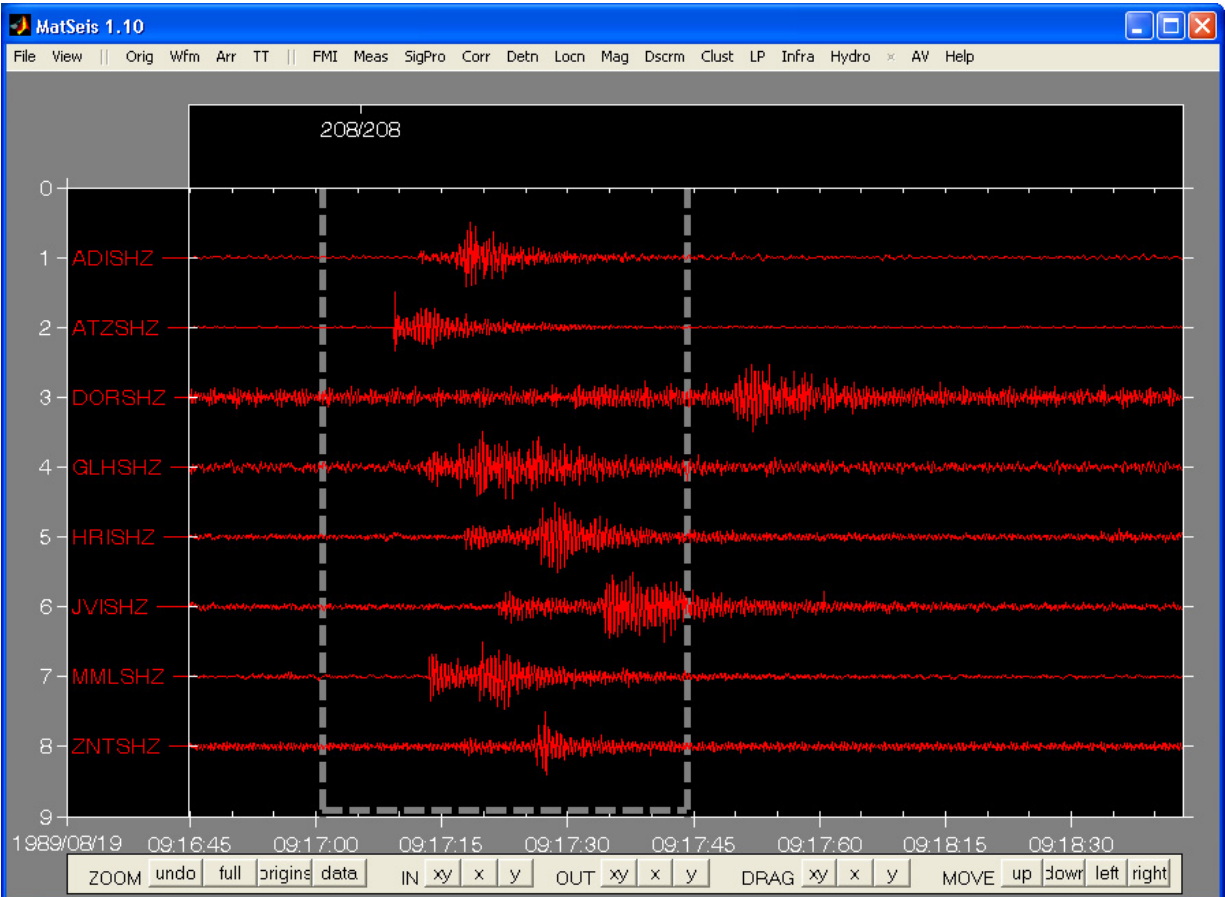 MatSeis 1.10
File View || Orig Wfm Arr TT || FMI Meas SigPro Corr Detn Locn Mag Dscrm Clust LP Infra Hydro × AV Help
208/208
0
1 ADISHZ
2 ATZSHZ
3 DORSHZ
4 GLHSHZ
5 HRISHZ
6 JVISHZ
7 MMLSHZ
8 ZNTSHZ
9
1989/08/19 09:16:45 09:17:00 09:17:15 09:17:30 09:17:45 09:17:60 09:18:15 09:18:30
ZOOM undo full origins data IN xy x y OUT xy x y DRAG xy x y MOVE up down left right